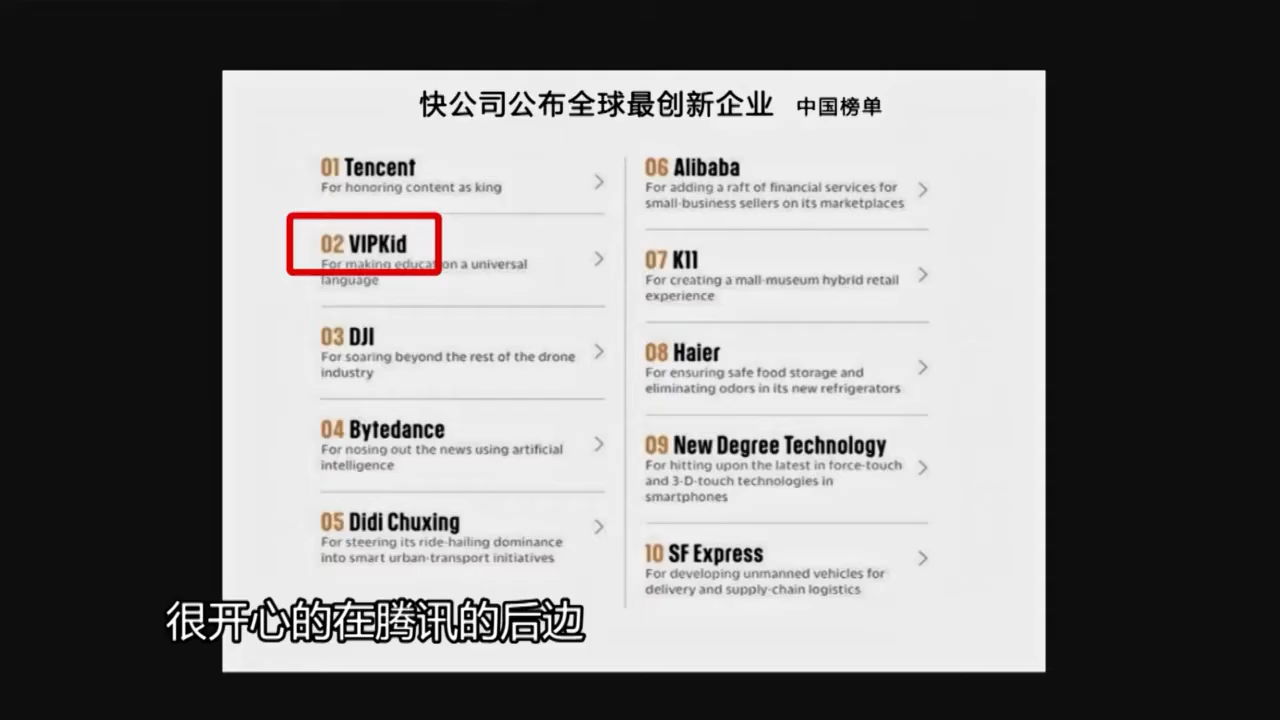 快公司公布全球最创新企业 中国榜单
01 Tencent
For honoring content as king
02 VIPKid
For making education a universal
language
03 DJI
For soaring beyond the rest of the drone
industry
04 Bytedance
For nosing out the news using artificial
intelligence
05 Didi Chuxing
For steering its ride-hailing dominance
into smart urban-transport initiatives
06 Alibaba
For adding a raft of financial services for
small-business sellers on its marketplaces
07 K11
For creating a mall-museum hybrid retail
experience
08 Haier
For ensuring safe food storage and
eliminating odors in its new refrigerators
09 New Degree Technology
For hitting upon the latest in force-touch
and 3-D-touch technologies in
smartphones
10 SF Express
For developing unmanned vehicles for
delivery and supply-chain logistics
很开心的在腾讯的后边